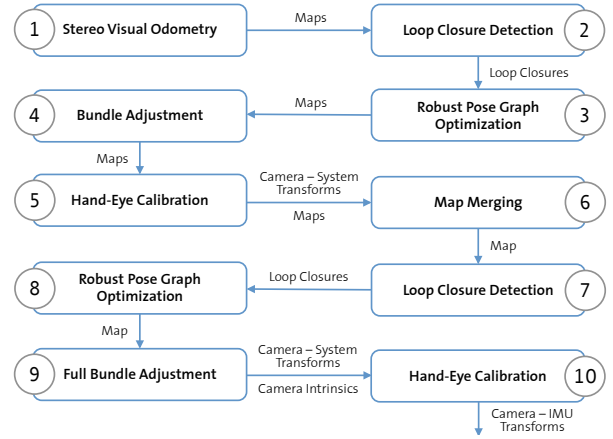 1
Stereo Visual Odometry
Maps
Loop Closure Detection
2
Loop Closures
4
Bundle Adjustment
Maps
Robust Pose Graph
Optimization
3
Maps
5
Hand-Eye Calibration
Camera – System
Transforms
Maps
Map Merging
6
Map
8
Robust Pose Graph
Optimization
Loop Closures
Loop Closure Detection
7
Map
9
Full Bundle Adjustment
Camera – System
Transforms
Camera Intrinsics
Hand-Eye Calibration
10
Camera – IMU
Transforms